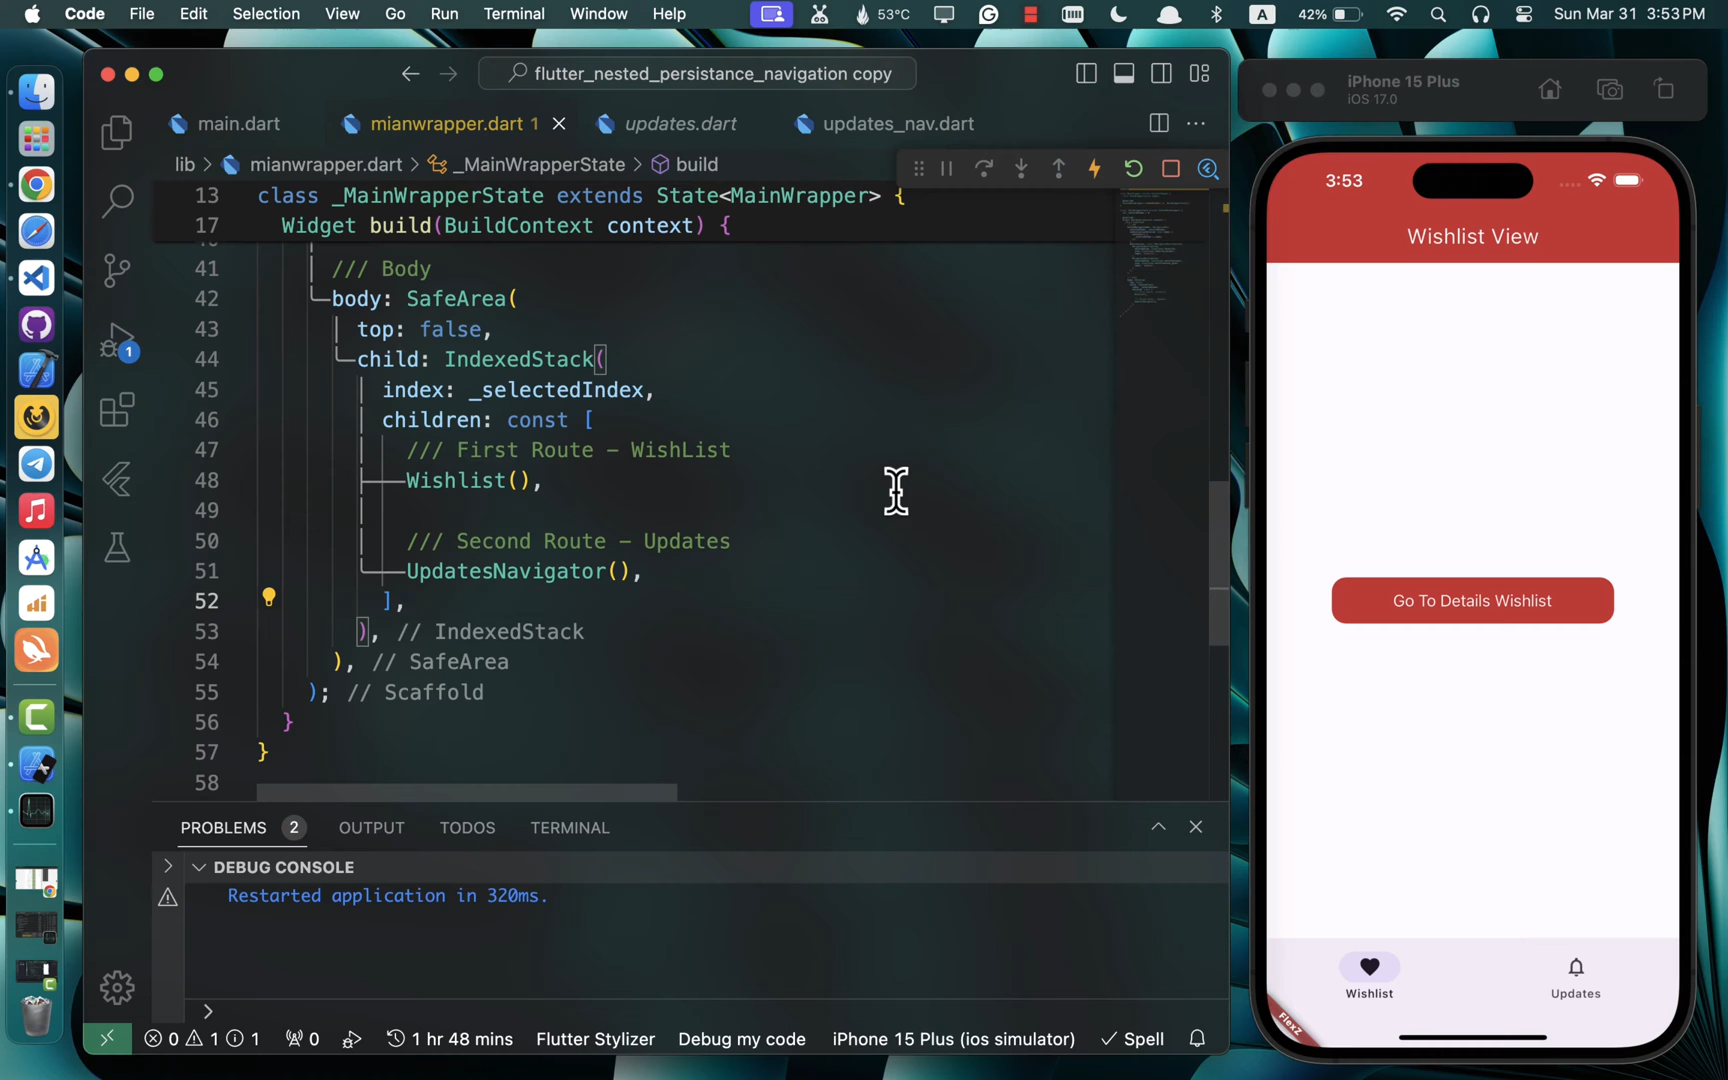 Code File Edit Selection View Go Run Terminal Window Help 53°C A 42% Sun Mar 31 3:53 PM
flutter_nested_persistance_navigation copy
main.dart mianwrapper.dart 1 updates.dart updates_nav.dart
lib > mianwrapper.dart > _MainWrapperState > build
13 class _MainWrapperState extends State<MainWrapper> {
17 Widget build(BuildContext context) {
41 /// Body
42 body: SafeArea(
43 top: false,
44 child: IndexedStack(
45 index: _selectedIndex,
46 children: const [
47 /// First Route – WishList
48 Wishlist(),
49
50 /// Second Route – Updates
51 UpdatesNavigator(),
52 ],
53 ), // IndexedStack
54 ), // SafeArea
55 ); // Scaffold
56 }
57 }
58
1
PROBLEMS 2 OUTPUT TODOS TERMINAL
DEBUG CONSOLE
Restarted application in 320ms.
>
0 1 1 0 1 hr 48 mins Flutter Stylizer Debug my code iPhone 15 Plus (ios simulator) Spell
iPhone 15 Plus
iOS 17.0
3:53
Wishlist View
Go To Details Wishlist
Wishlist Updates
FlexZ